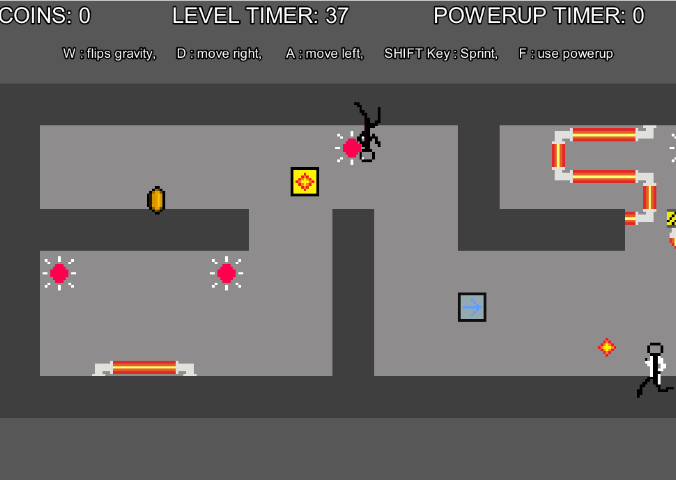 COINS: 0 LEVEL TIMER: 37 POWERUP TIMER: 0
W : flips gravity, D : move right, A : move left, SHIFT Key : Sprint, F : use powerup